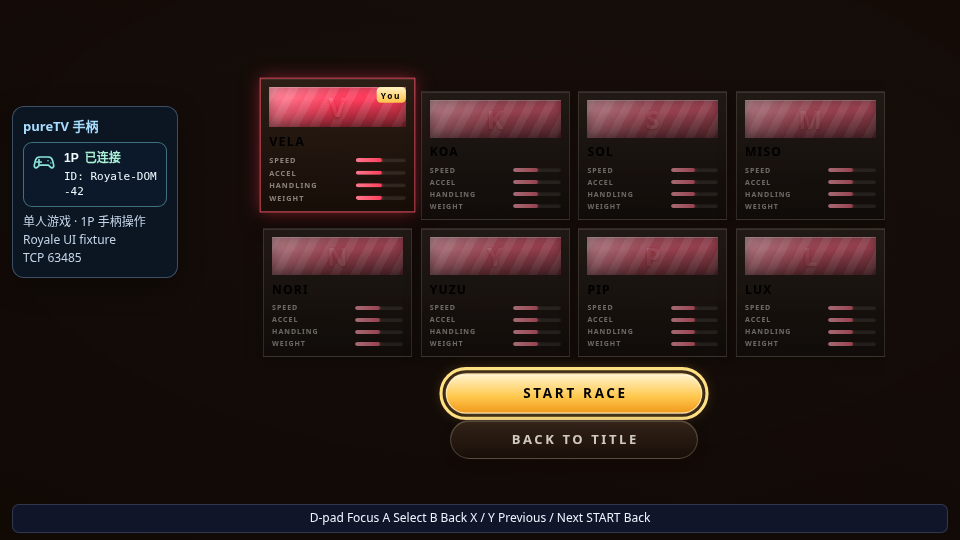 pureTV 手柄
1P 已连接
ID: Royale-DOM
-42
单人游戏 · 1P 手柄操作
Royale UI fixture
TCP 63485
V
You
VELA
SPEED
ACCEL
HANDLING
WEIGHT
K
KOA
SPEED
ACCEL
HANDLING
WEIGHT
S
SOL
SPEED
ACCEL
HANDLING
WEIGHT
M
MISO
SPEED
ACCEL
HANDLING
WEIGHT
N
NORI
SPEED
ACCEL
HANDLING
WEIGHT
Y
YUZU
SPEED
ACCEL
HANDLING
WEIGHT
P
PIP
SPEED
ACCEL
HANDLING
WEIGHT
L
LUX
SPEED
ACCEL
HANDLING
WEIGHT
START RACE
BACK TO TITLE
D-pad Focus A Select B Back X / Y Previous / Next START Back